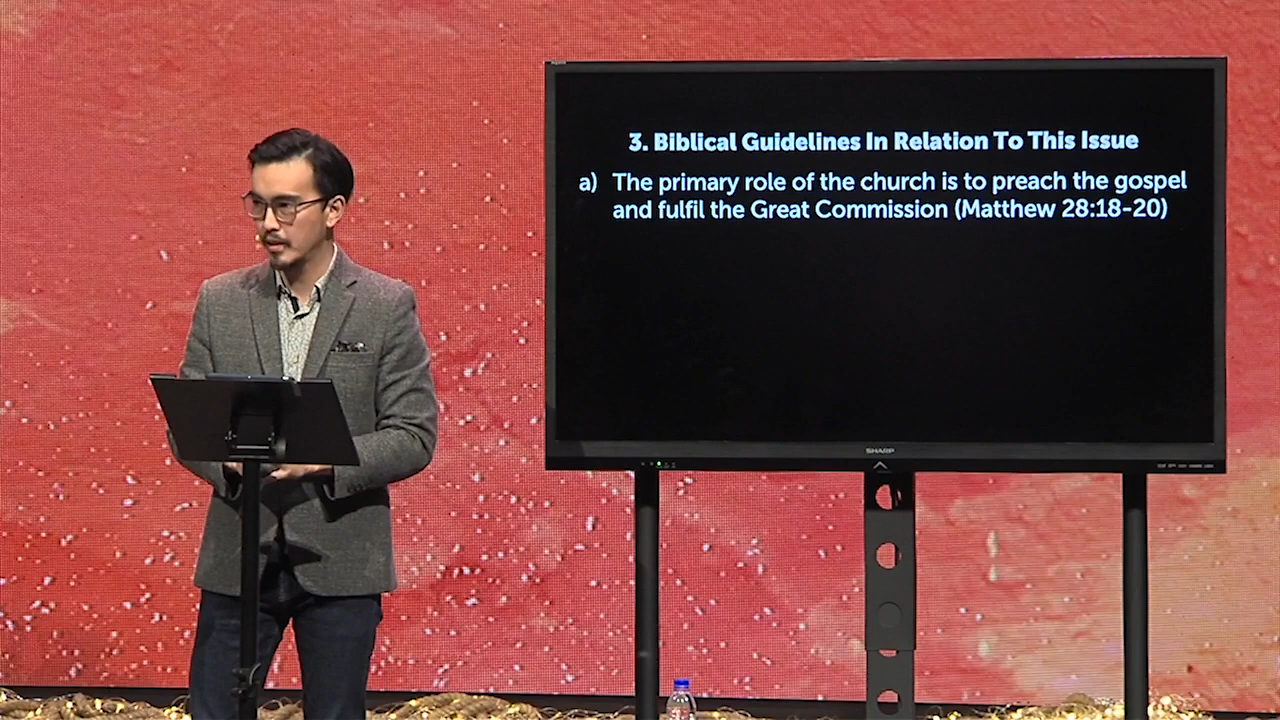 3. Biblical Guidelines In Relation To This Issue
a) The primary role of the church is to preach the gospel
and fulfil the Great Commission (Matthew 28:18-20)
SHARP